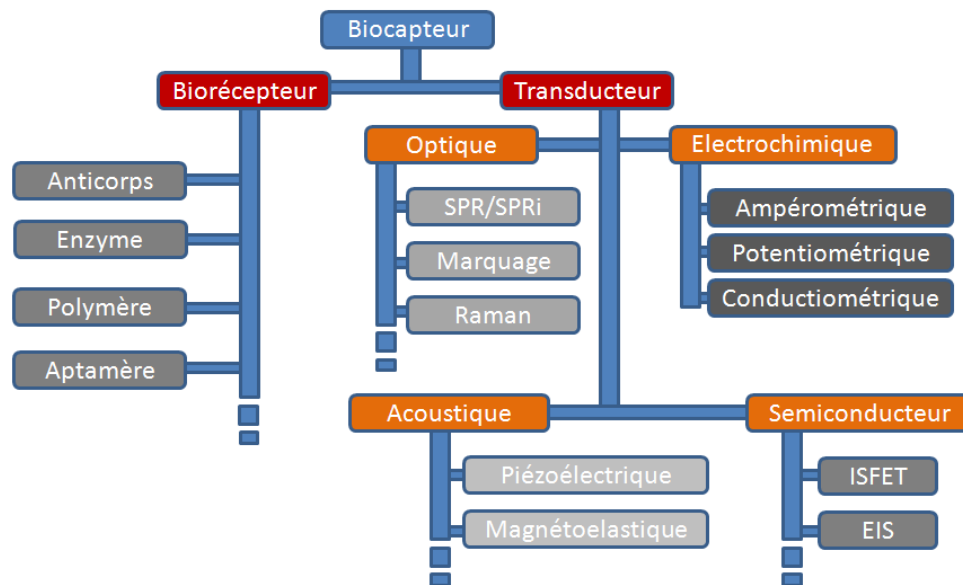 Biocapteur
Biorécepteur
Transducteur
Anticorps
Enzyme
Polymère
Aptamère
Optique
SPR/SPRi
Marquage
Raman
Electrochimique
Ampérométrique
Potentiométrique
Conductiométrique
Acoustique
Piézoélectrique
Magnétoelastique
Semiconducteur
ISFET
EIS